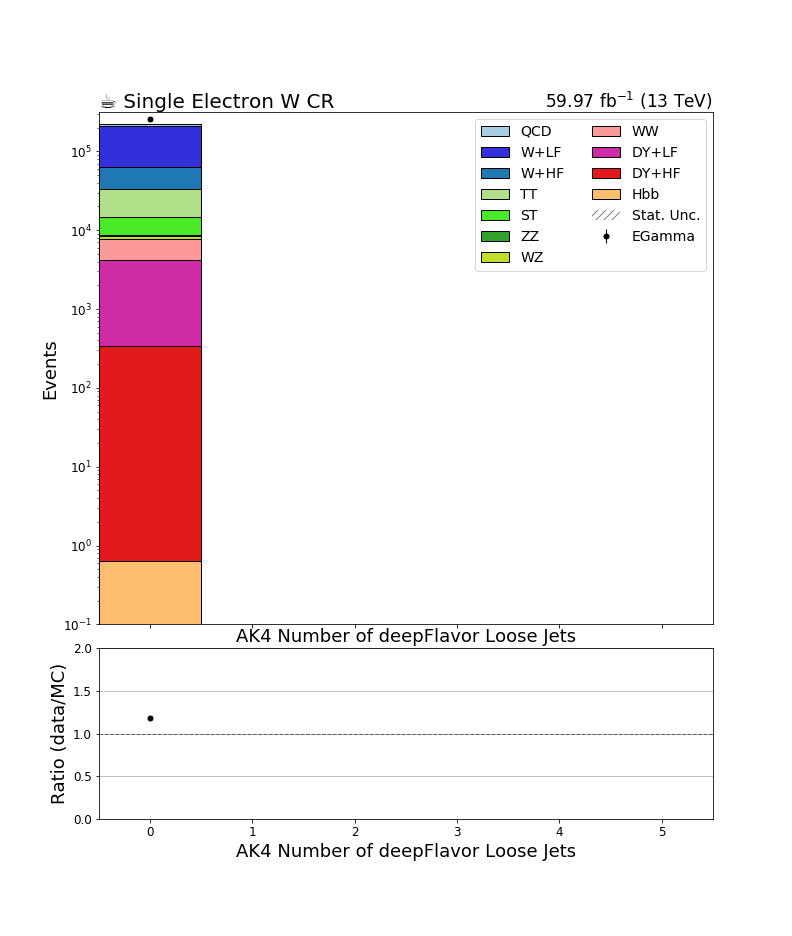 ☕ Single Electron W CR
59.97 fb⁻¹ (13 TeV)
QCD
W+LF
W+HF
TT
ST
ZZ
WZ
WW
DY+LF
DY+HF
Hbb
Stat. Unc.
EGamma
Events
10⁵
10⁴
10³
10²
10¹
10⁰
10⁻¹
AK4 Number of deepFlavor Loose Jets
Ratio (data/MC)
2.0
1.5
1.0
0.5
0.0
0 1 2 3 4 5
AK4 Number of deepFlavor Loose Jets